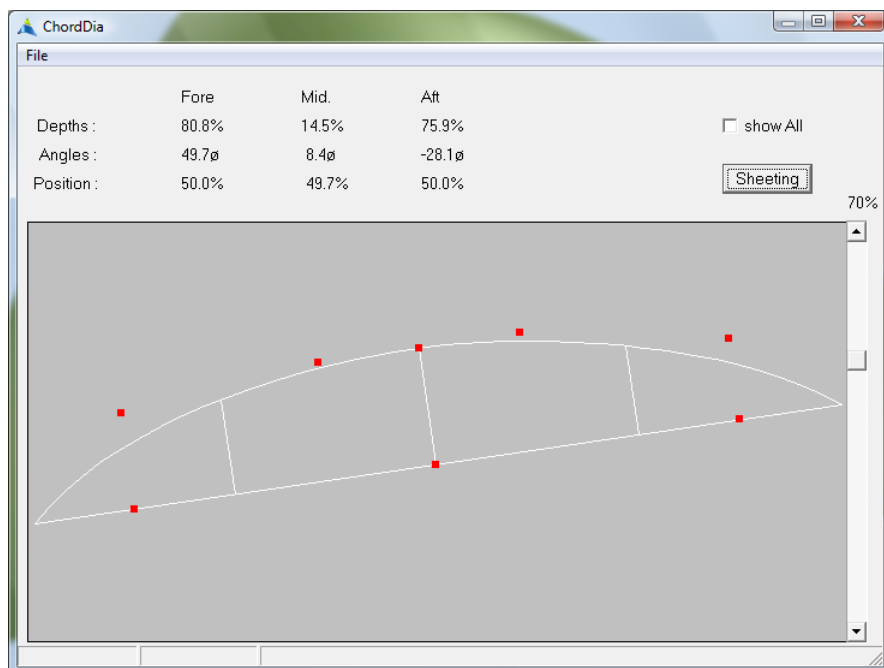 ChordDia
File
Fore Mid. Aft
Depths : 80.8% 14.5% 75.9%
Angles : 49.7ø 8.4ø -28.1ø
Position : 50.0% 49.7% 50.0%
show All
Sheeting
70%